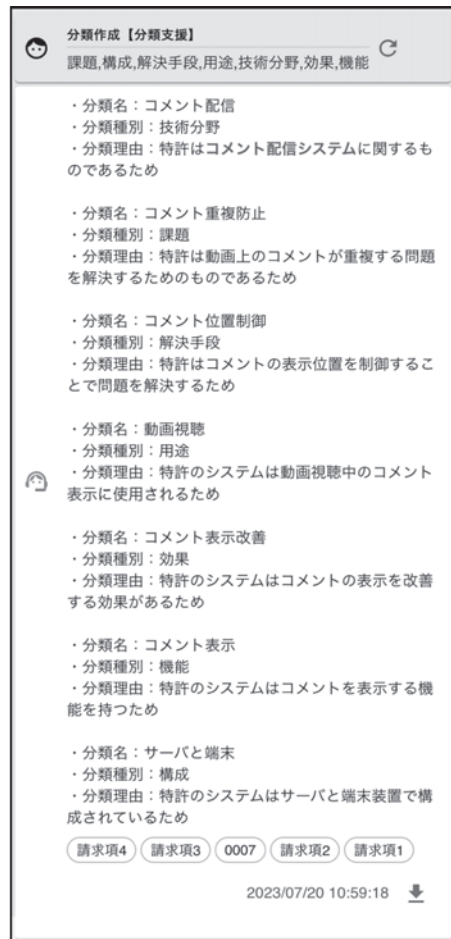 分類作成【分類支援】
課題,構成,解決手段,用途,技術分野,効果,機能
・分類名：コメント配信
・分類種別：技術分野
・分類理由：特許はコメント配信システムに関するも
のであるため
・分類名：コメント重複防止
・分類種別：課題
・分類理由：特許は動画上のコメントが重複する問題
を解決するためのものであるため
・分類名：コメント位置制御
・分類種別：解決手段
・分類理由：特許はコメントの表示位置を制御するこ
とで問題を解決するため
・分類名：動画視聴
・分類種別：用途
・分類理由：特許のシステムは動画視聴中のコメント
表示に使用されるため
・分類名：コメント表示改善
・分類種別：効果
・分類理由：特許のシステムはコメントの表示を改善
する効果があるため
・分類名：コメント表示
・分類種別：機能
・分類理由：特許のシステムはコメントを表示する機
能を持つため
・分類名：サーバと端末
・分類種別：構成
・分類理由：特許のシステムはサーバと端末装置で構
成されているため
請求項4 請求項3 0007 請求項2 請求項1
2023/07/20 10:59:18